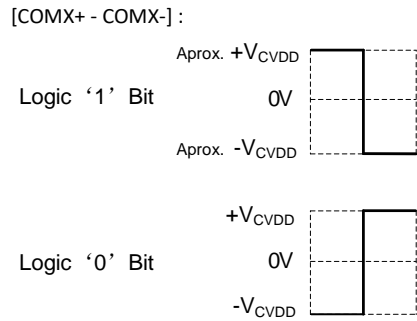 [COMX+ - COMX-] :
Aprox. +VCVDD
Logic ‘1’ Bit 0V
Aprox. -VCVDD
+VCVDD
Logic ‘0’ Bit 0V
-VCVDD